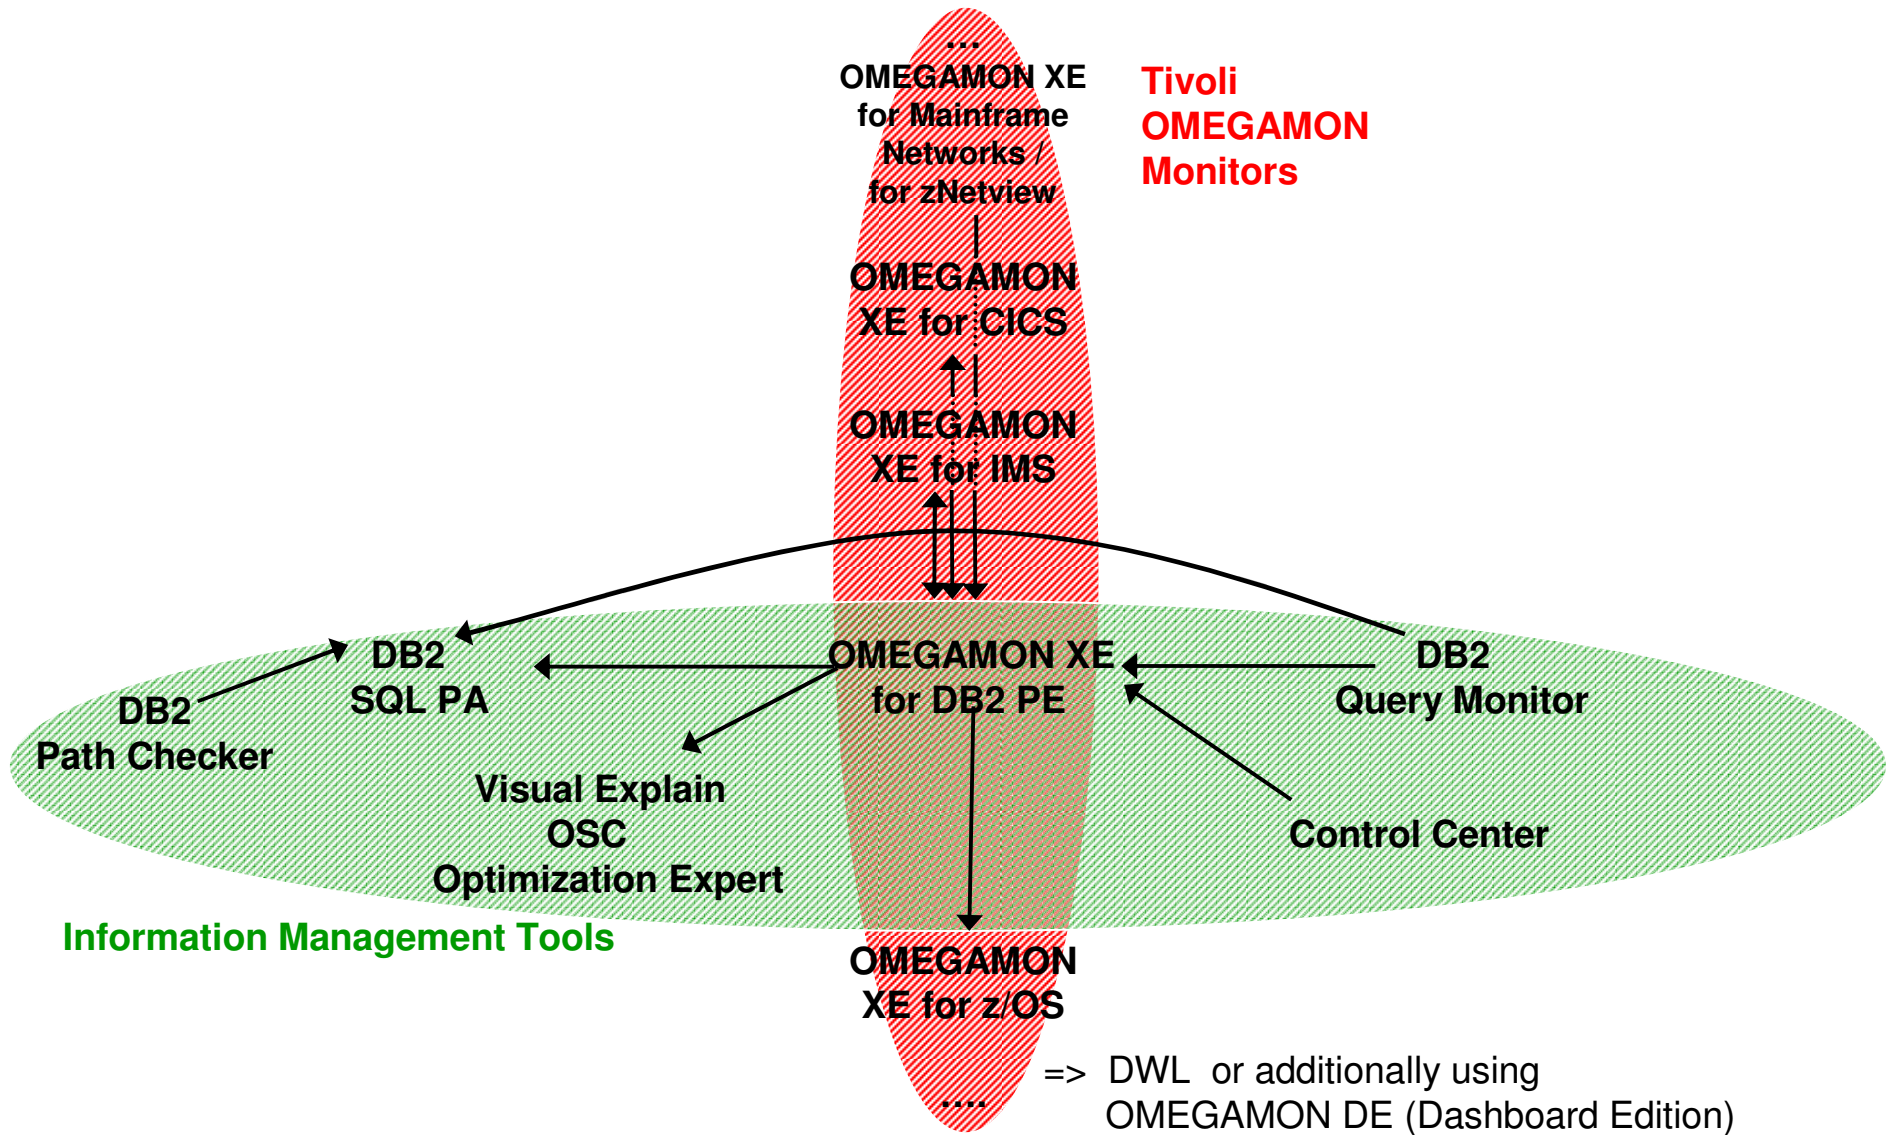 ...
OMEGAMON XE
for Mainframe
Networks /
for zNetview
Tivoli
OMEGAMON
Monitors
OMEGAMON
XE for CICS
OMEGAMON
XE for IMS
DB2
SQL PA
DB2
Path Checker
OMEGAMON XE
for DB2 PE
DB2
Query Monitor
Visual Explain
OSC
Optimization Expert
Control Center
Information Management Tools
OMEGAMON
XE for z/OS
....
=> DWL or additionally using
OMEGAMON DE (Dashboard Edition)